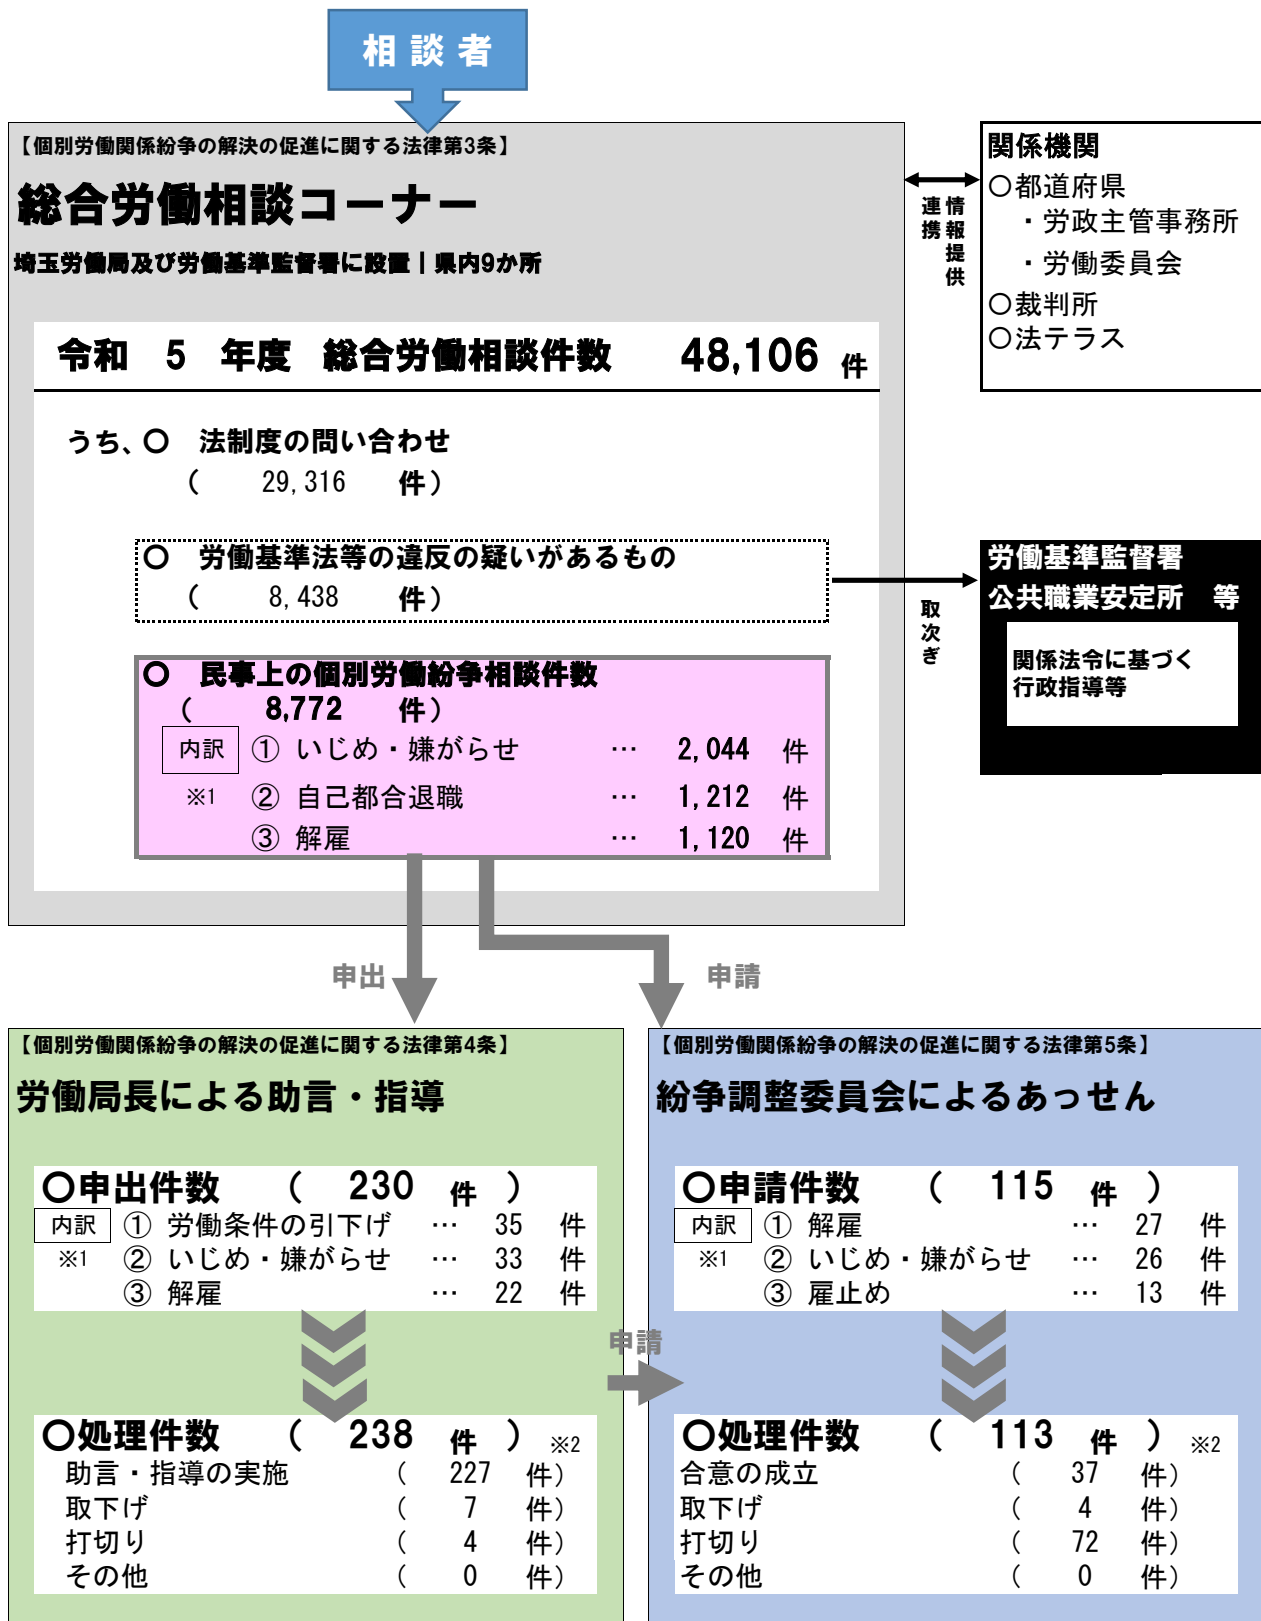 相談者
【個別労働関係紛争の解決の促進に関する法律第3条】
総合労働相談コーナー
埼玉労働局及び労働基準監督署に設置｜県内9か所
令和　5　年度　総合労働相談件数　48,106 件
うち、〇　法制度の問い合わせ
（　29,316　件）
〇　労働基準法等の違反の疑いがあるもの
（　8,438　件）
〇　民事上の個別労働紛争相談件数
（　8,772　件）
内訳 ① いじめ・嫌がらせ … 2,044 件
※1 ② 自己都合退職 … 1,212 件
③ 解雇 … 1,120 件
連携
情報提供
関係機関
〇都道府県
・労政主管事務所
・労働委員会
〇裁判所
〇法テラス
取次ぎ
労働基準監督署
公共職業安定所　等
関係法令に基づく
行政指導等
申出
申請
【個別労働関係紛争の解決の促進に関する法律第4条】
労働局長による助言・指導
〇申出件数　（　230　件　）
内訳 ① 労働条件の引下げ … 35 件
※1 ② いじめ・嫌がらせ … 33 件
③ 解雇 … 22 件
〇処理件数　（　238　件　） ※2
助言・指導の実施　（　227　件）
取下げ　（　7　件）
打切り　（　4　件）
その他　（　0　件）
申請
【個別労働関係紛争の解決の促進に関する法律第5条】
紛争調整委員会によるあっせん
〇申請件数　（　115　件　）
内訳 ① 解雇 … 27 件
※1 ② いじめ・嫌がらせ … 26 件
③ 雇止め … 13 件
〇処理件数　（　113　件　） ※2
合意の成立　（　37　件）
取下げ　（　4　件）
打切り　（　72　件）
その他　（　0　件）